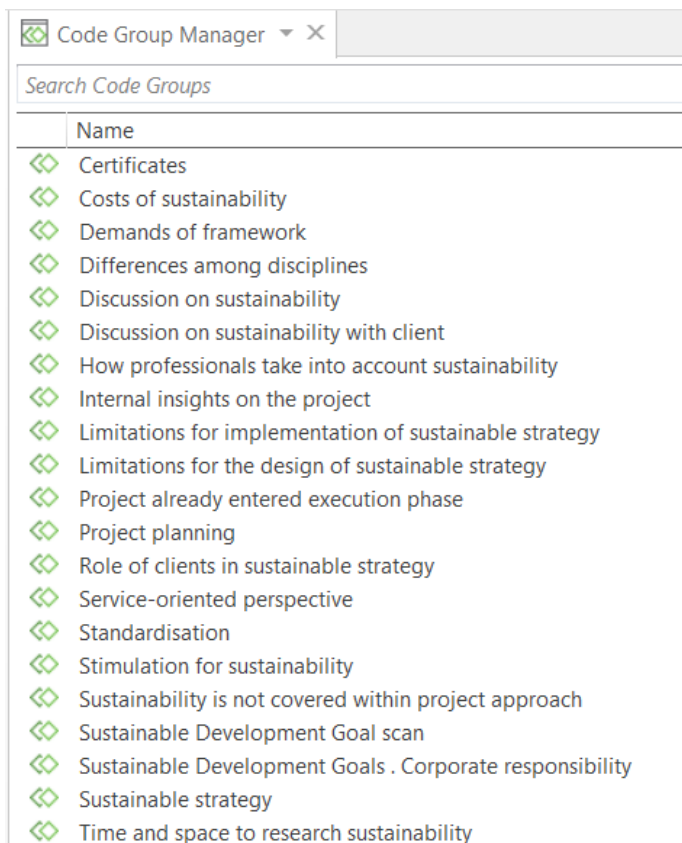 Code Group Manager
Search Code Groups
Name
Certificates
Costs of sustainability
Demands of framework
Differences among disciplines
Discussion on sustainability
Discussion on sustainability with client
How professionals take into account sustainability
Internal insights on the project
Limitations for implementation of sustainable strategy
Limitations for the design of sustainable strategy
Project already entered execution phase
Project planning
Role of clients in sustainable strategy
Service-oriented perspective
Standardisation
Stimulation for sustainability
Sustainability is not covered within project approach
Sustainable Development Goal scan
Sustainable Development Goals . Corporate responsibility
Sustainable strategy
Time and space to research sustainability